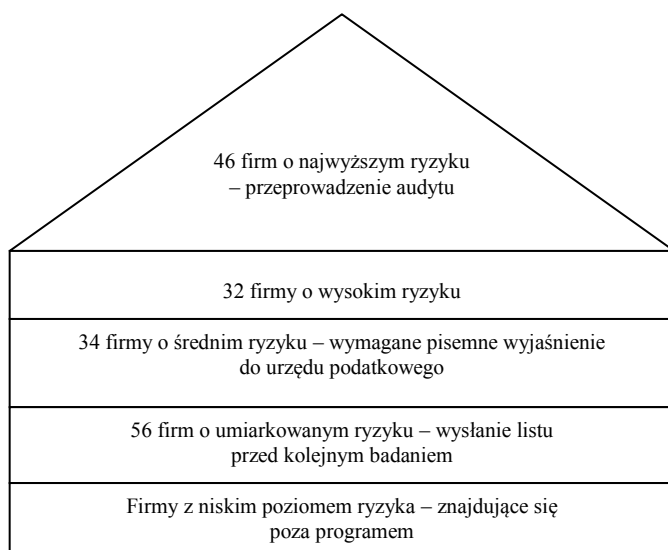 46 firm o najwyższym ryzyku
– przeprowadzenie audytu
32 firmy o wysokim ryzyku
34 firmy o średnim ryzyku – wymagane pisemne wyjaśnienie
do urzędu podatkowego
56 firm o umiarkowanym ryzyku – wysłanie listu
przed kolejnym badaniem
Firmy z niskim poziomem ryzyka – znajdujące się
poza programem